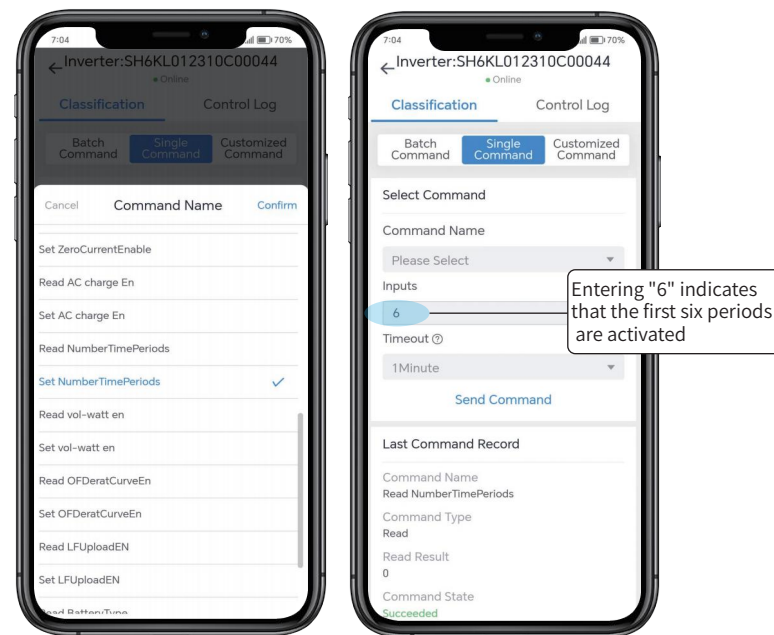 7:04
70%
Inverter:SH6KL012310C00044
Online
Classification Control Log
Batch Command Single Command Customized Command
Cancel Command Name Confirm
Set ZeroCurrentEnable
Read AC charge En
Set AC charge En
Read NumberTimePeriods
Set NumberTimePeriods
Read vol-watt en
Set vol-watt en
Read OFDeratCurveEn
Set OFDeratCurveEn
Read LFUploadEN
Set LFUploadEN
Read BatteryType
7:04
70%
Inverter:SH6KL012310C00044
Online
Classification Control Log
Batch Command Single Command Customized Command
Select Command
Command Name
Please Select
Inputs
6
Timeout
1Minute
Send Command
Last Command Record
Command Name
Read NumberTimePeriods
Command Type
Read
Read Result
0
Command State
Succeeded
Entering "6" indicates
that the first six periods
are activated